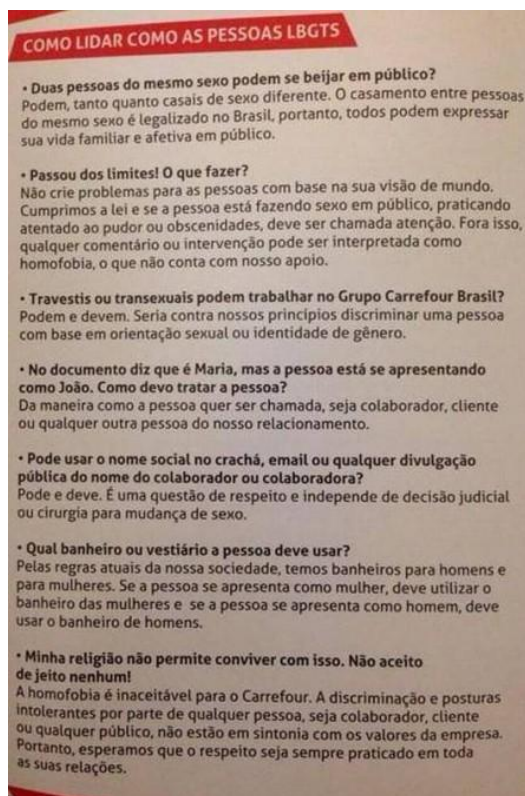 COMO LIDAR COMO AS PESSOAS LBGTS
• Duas pessoas do mesmo sexo podem se beijar em público?
Podem, tanto quanto casais de sexo diferente. O casamento entre pessoas
do mesmo sexo é legalizado no Brasil, portanto, todos podem expressar
sua vida familiar e afetiva em público.
• Passou dos limites! O que fazer?
Não crie problemas para as pessoas com base na sua visão de mundo.
Cumprimos a lei e se a pessoa está fazendo sexo em público, praticando
atentado ao pudor ou obscenidades, deve ser chamada atenção. Fora isso,
qualquer comentário ou intervenção pode ser interpretada como
homofobia, o que não conta com nosso apoio.
• Travestis ou transexuais podem trabalhar no Grupo Carrefour Brasil?
Podem e devem. Seria contra nossos princípios discriminar uma pessoa
com base em orientação sexual ou identidade de gênero.
• No documento diz que é Maria, mas a pessoa está se apresentando
como João. Como devo tratar a pessoa?
Da maneira como a pessoa quer ser chamada, seja colaborador, cliente
ou qualquer outra pessoa do nosso relacionamento.
• Pode usar o nome social no crachá, email ou qualquer divulgação
pública do nome do colaborador ou colaboradora?
Pode e deve. É uma questão de respeito e independe de decisão judicial
ou cirurgia para mudança de sexo.
• Qual banheiro ou vestiário a pessoa deve usar?
Pelas regras atuais da nossa sociedade, temos banheiros para homens e
para mulheres. Se a pessoa se apresenta como mulher, deve utilizar o
banheiro das mulheres e se a pessoa se apresenta como homem, deve
usar o banheiro de homens.
• Minha religião não permite conviver com isso. Não aceito
de jeito nenhum!
A homofobia é inaceitável para o Carrefour. A discriminação e posturas
intolerantes por parte de qualquer pessoa, seja colaborador, cliente
ou qualquer público, não estão em sintonia com os valores da empresa.
Portanto, esperamos que o respeito seja sempre praticado em toda
as suas relações.